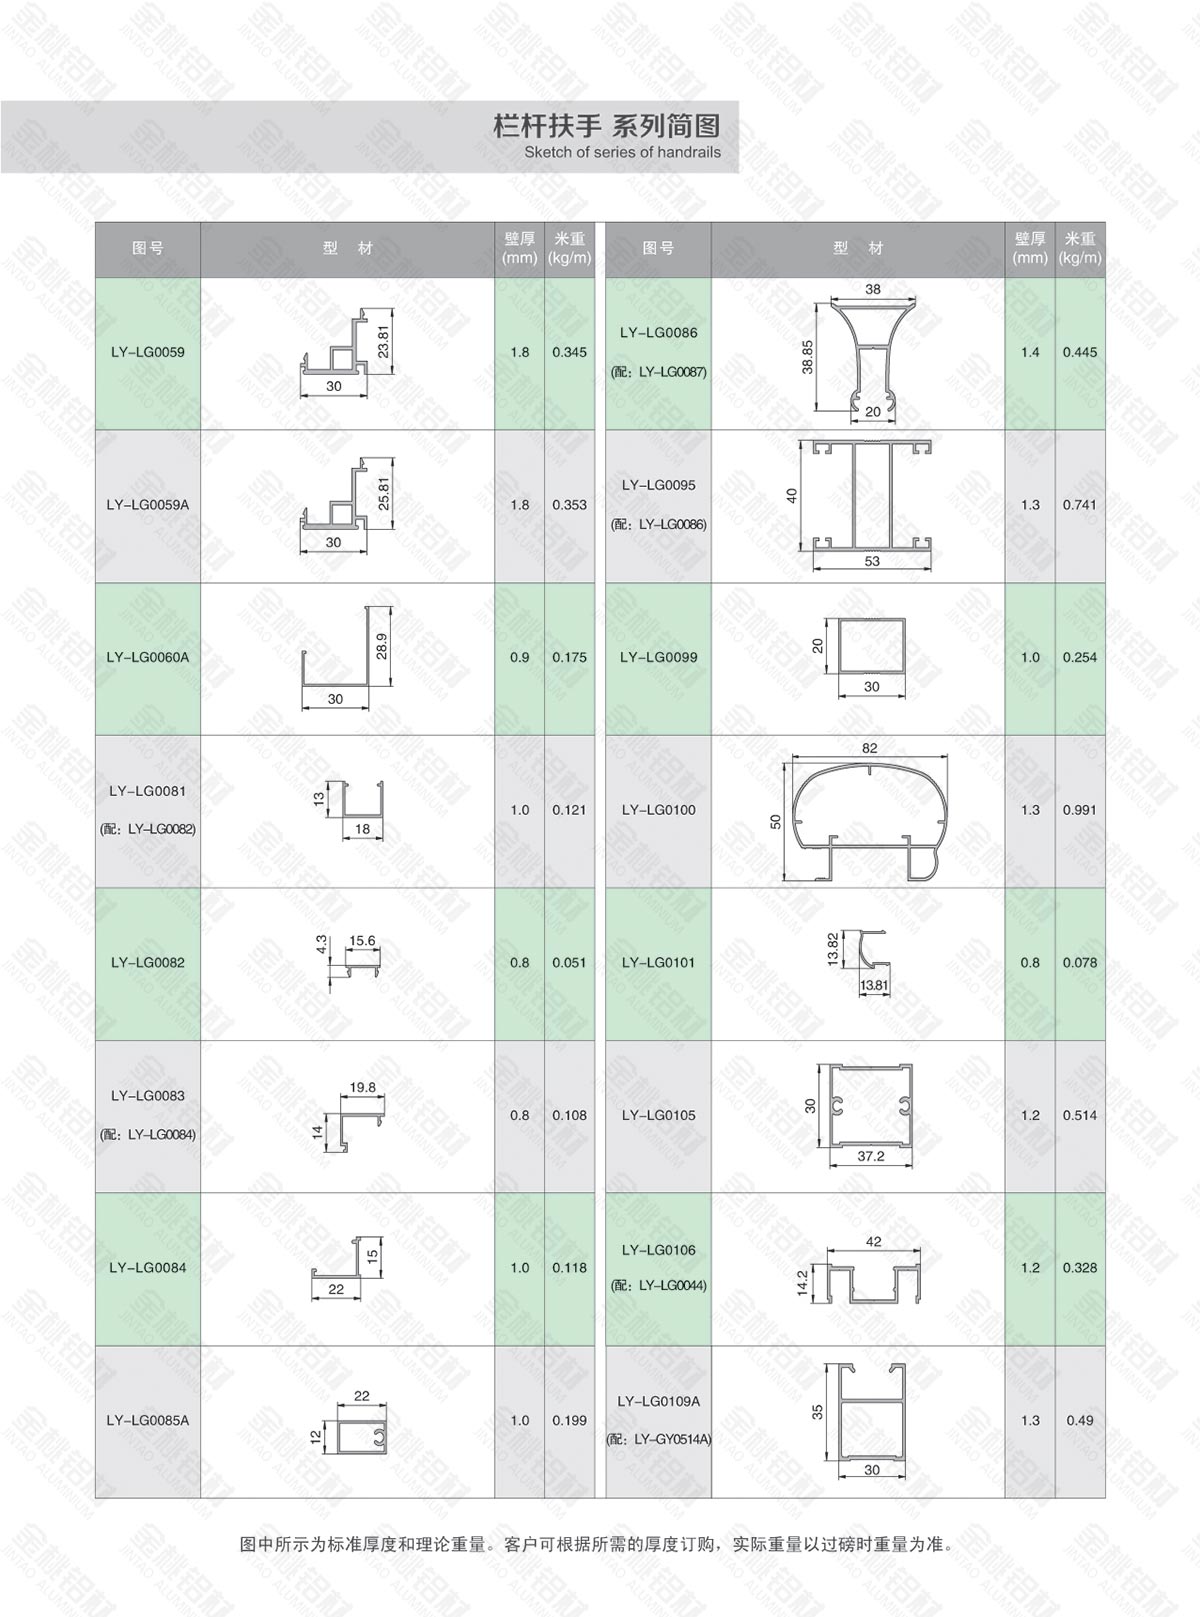 栏杆扶手 系列简图
Sketch of series of handrails
图号 型 材 壁厚 (mm) 米重 (kg/m)
LY-LG0059
23.81
30
1.8 0.345
LY-LG0059A
25.81
30
1.8 0.353
LY-LG0060A
28.9
30
0.9 0.175
LY-LG0081
(配: LY-LG0082)
13
18
1.0 0.121
LY-LG0082
4.3 15.6
0.8 0.051
LY-LG0083
(配: LY-LG0084)
19.8
14
0.8 0.108
LY-LG0084
15
22
1.0 0.118
LY-LG0085A
22
12
1.0 0.199
图号 型 材 壁厚 (mm) 米重 (kg/m)
LY-LG0086
(配: LY-LG0087)
38
38.85
20
1.4 0.445
LY-LG0095
(配: LY-LG0086)
40
53
1.3 0.741
LY-LG0099
20
30
1.0 0.254
LY-LG0100
82
50
1.3 0.991
LY-LG0101
13.82
13.81
0.8 0.078
LY-LG0105
30
37.2
1.2 0.514
LY-LG0106
(配: LY-LG0044)
42
14.2
1.2 0.328
LY-LG0109A
(配: LY-GY0514A)
35
30
1.3 0.49
图中所示为标准厚度和理论重量。客户可根据所需的厚度订购，实际重量以过磅时重量为准。
金桃铝材
JINTAO ALUMINIUM